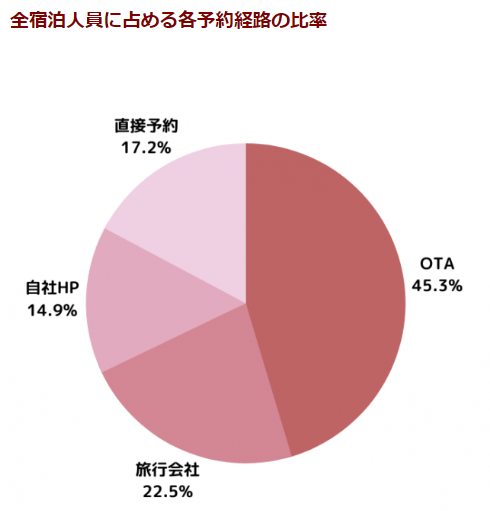 全宿泊人員に占める各予約経路の比率
直接予約
17.2%
OTA
45.3%
自社HP
14.9%
旅行会社
22.5%